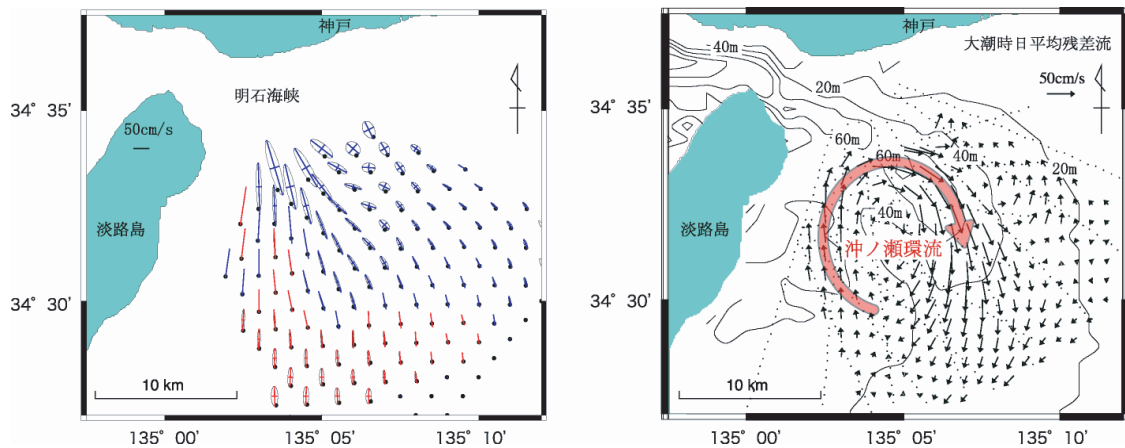 神戸
明石海峡
34° 35'
50cm/s
淡路島
34° 30'
10 km
135° 00'
135° 05'
135° 10'
神戸
大潮時日平均残差流
40m
20m
50cm/s
34° 35'
60m
60m
40m
20m
淡路島
40m
沖ノ瀬環流
34° 30'
10 km
135° 00'
135° 05'
135° 10'